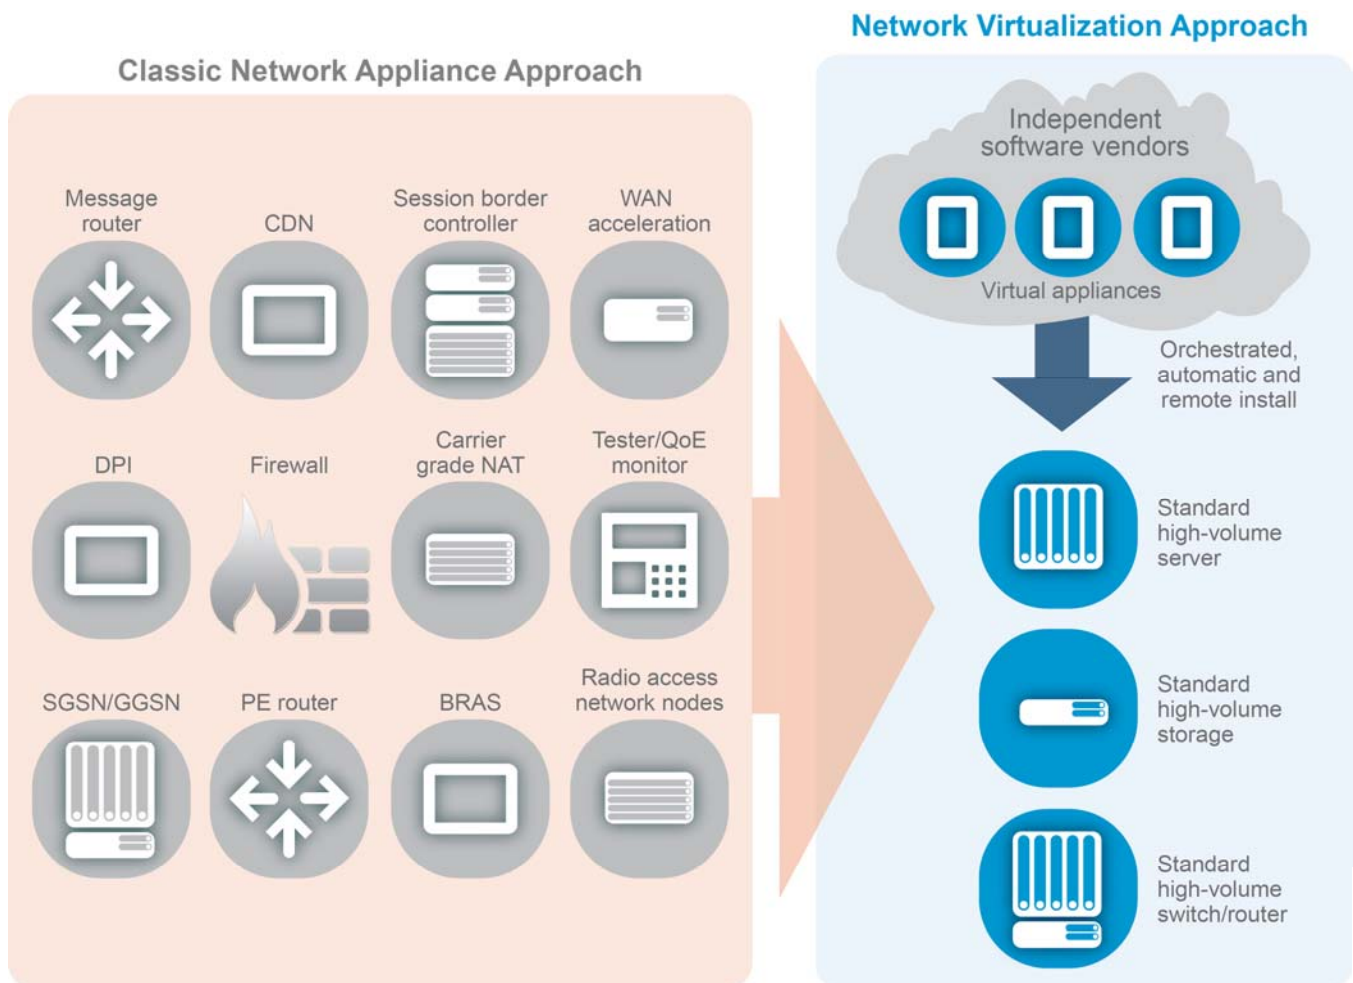 Network Virtualization Approach
Classic Network Appliance Approach
Message
router
CDN
Session border
controller
WAN
acceleration
DPI
Firewall
Carrier
grade NAT
Tester/QoE
monitor
SGSN/GGSN
PE router
BRAS
Radio access
network nodes
Independent
software vendors
Virtual appliances
Orchestrated,
automatic and
remote install
Standard
high-volume
server
Standard
high-volume
storage
Standard
high-volume
switch/router